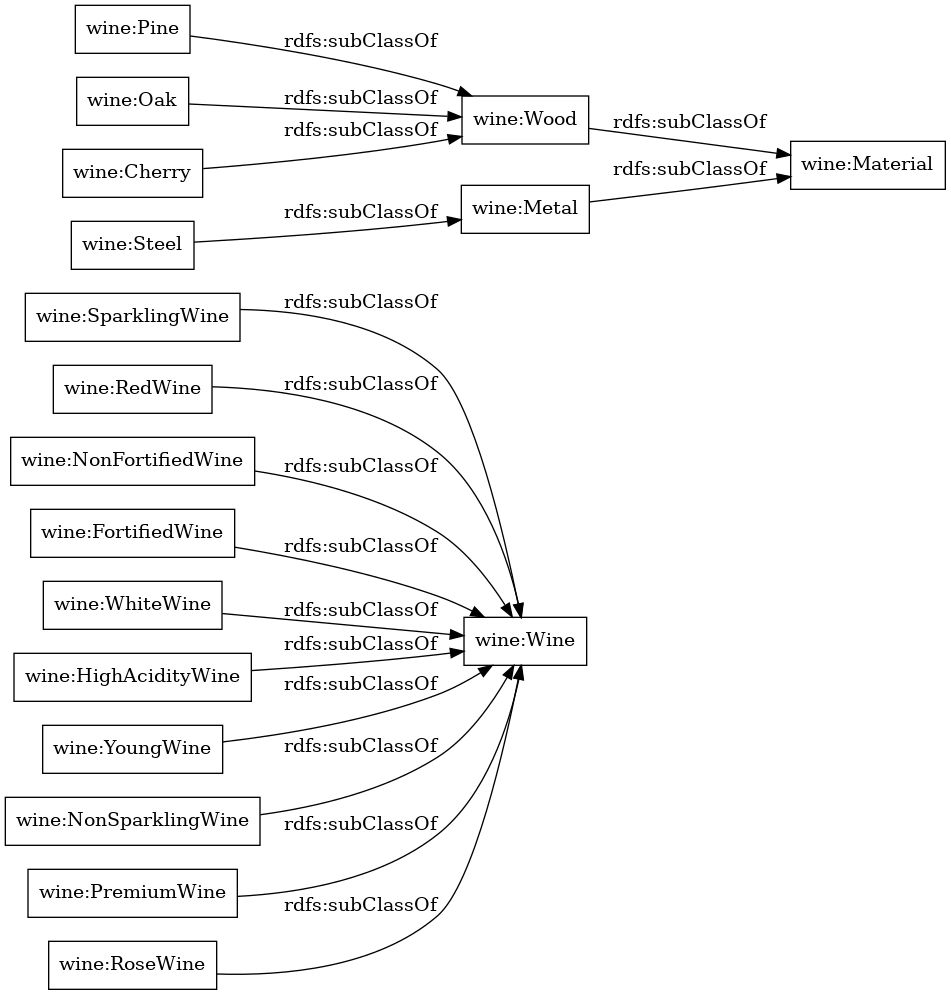 wine:Pine
rdfs:subClassOf
wine:Oak
rdfs:subClassOf
wine:Wood
rdfs:subClassOf
wine:Cherry
rdfs:subClassOf
wine:Material
rdfs:subClassOf
wine:Metal
wine:Steel
rdfs:subClassOf
wine:SparklingWine
rdfs:subClassOf
wine:RedWine
rdfs:subClassOf
wine:NonFortifiedWine
rdfs:subClassOf
wine:FortifiedWine
rdfs:subClassOf
wine:WhiteWine
rdfs:subClassOf
wine:Wine
wine:HighAcidityWine
rdfs:subClassOf
rdfs:subClassOf
wine:YoungWine
rdfs:subClassOf
wine:NonSparklingWine
rdfs:subClassOf
wine:PremiumWine
rdfs:subClassOf
wine:RoseWine